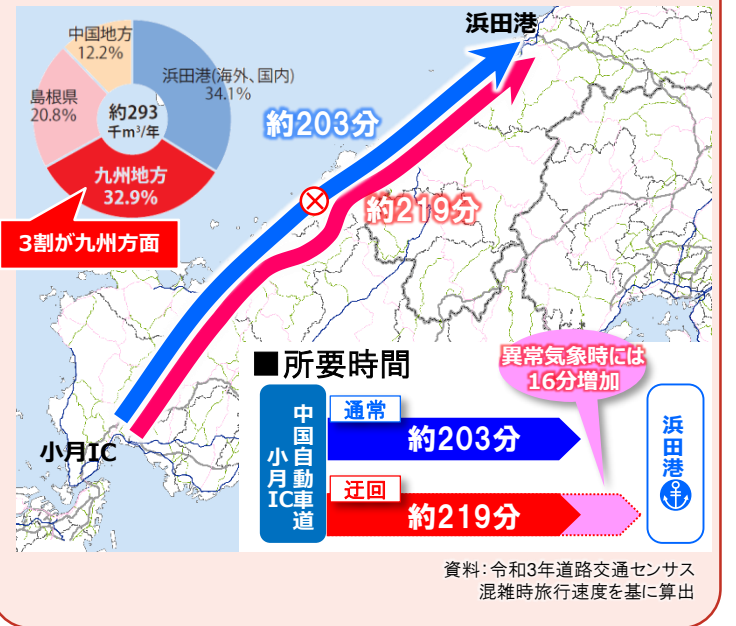 浜田港
中国地方
12.2%
浜田港(海外、国内)
34.1%
島根県
20.8%
約293
千m³/年
九州地方
32.9%
3割が九州方面
約203分
約219分
小月IC
■所要時間
異常気象時には
16分増加
中国自動車道
小月IC
通常
約203分
迂回
約219分
浜田港
資料：令和3年道路交通センサス
混雑時旅行速度を基に算出